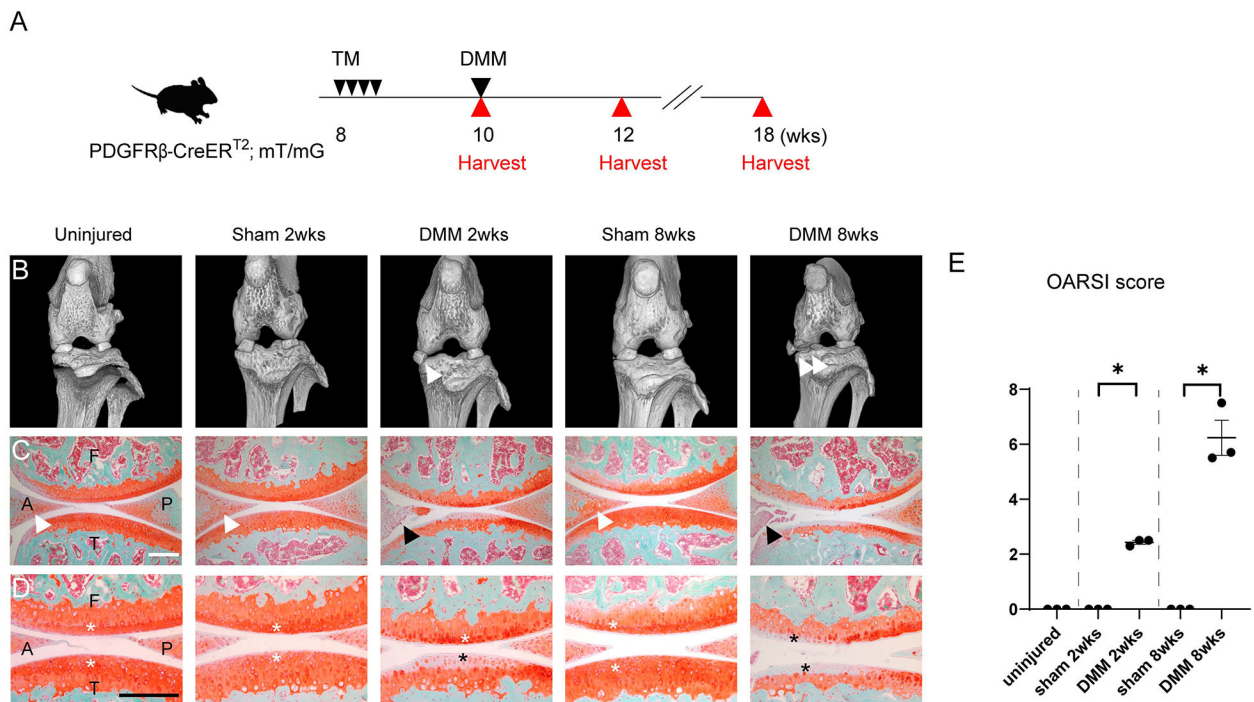 A
TM
DMM
8
10
12
18 (wks)
PDGFRβ-CreERT2; mT/mG
Harvest
Harvest
Harvest
Uninjured
Sham 2wks
DMM 2wks
Sham 8wks
DMM 8wks
B
C
F
A
P
T
D
F
*
*
*
*
*
A
P
*
*
*
*
*
T
E
OARSI score
*
*
8
6
4
2
0
uninjured
sham 2wks
DMM 2wks
sham 8wks
DMM 8wks